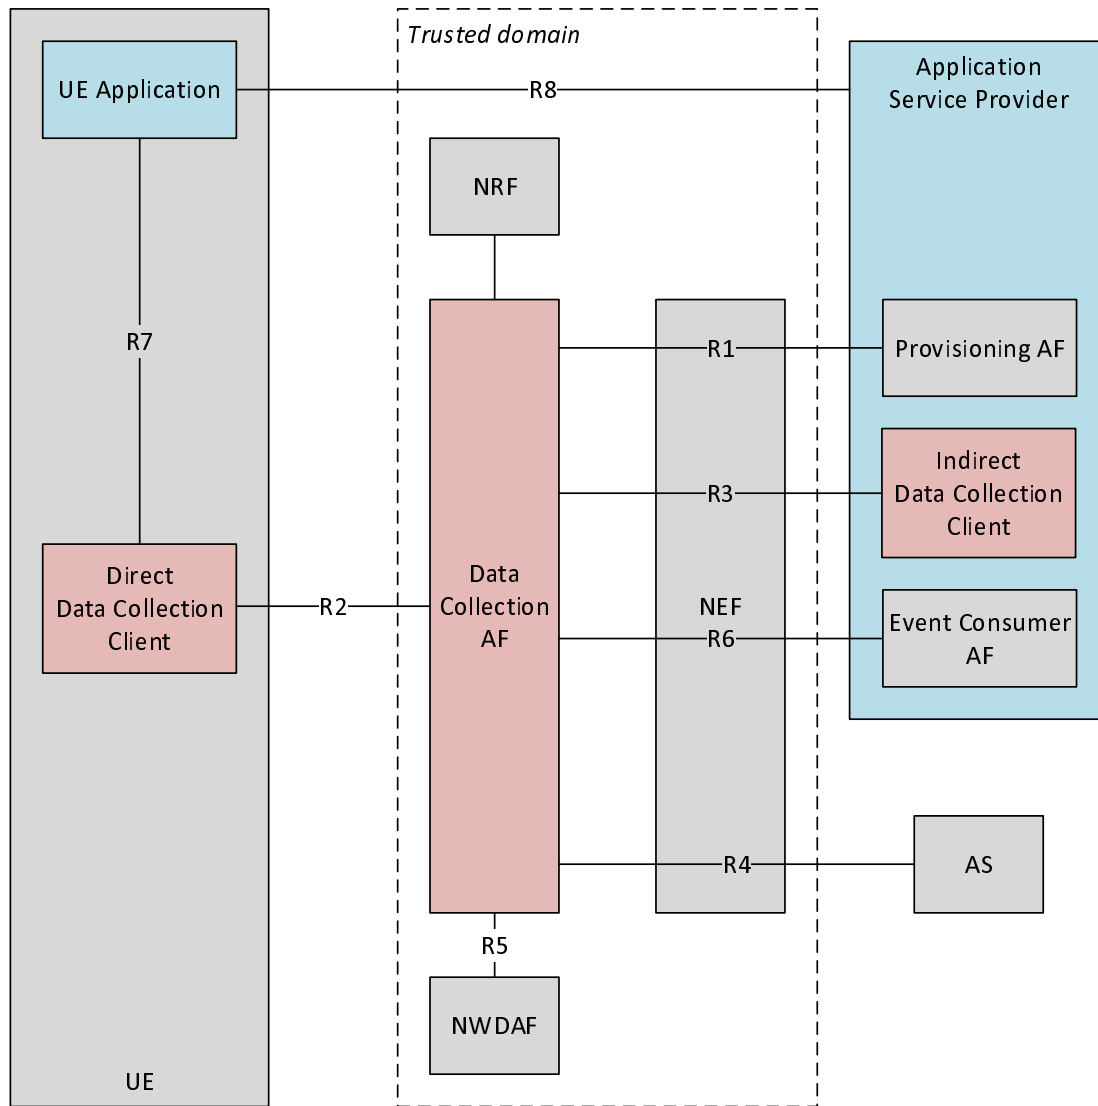 Trusted domain
UE Application
R8
Application
Service Provider
NRF
R7
R1
Provisioning AF
R3
Indirect
Data Collection
Client
Direct
Data Collection
Client
R2
Data
Collection
AF
NEF
R6
Event Consumer
AF
R4
AS
R5
NWDAF
UE